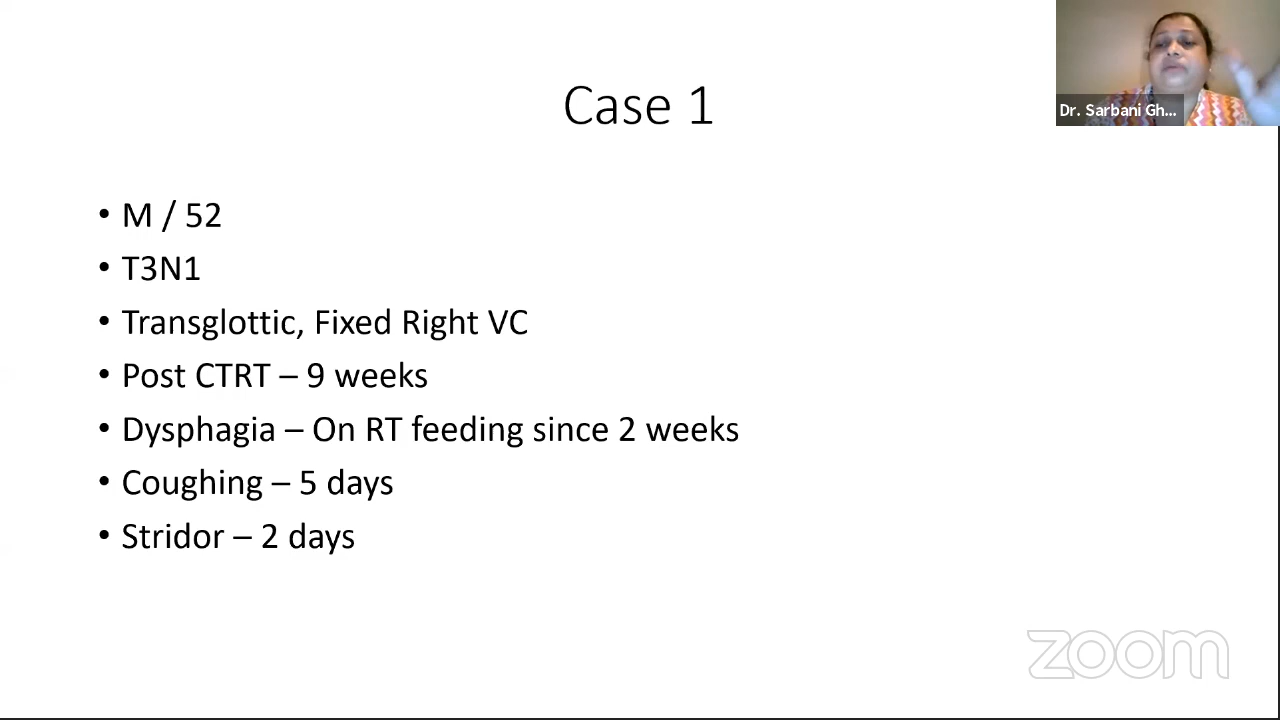 Case 1
• M / 52
• T3N1
• Transglottic, Fixed Right VC
• Post CTRT – 9 weeks
• Dysphagia – On RT feeding since 2 weeks
• Coughing – 5 days
• Stridor – 2 days
Dr. Sarbani Gh...
zoom